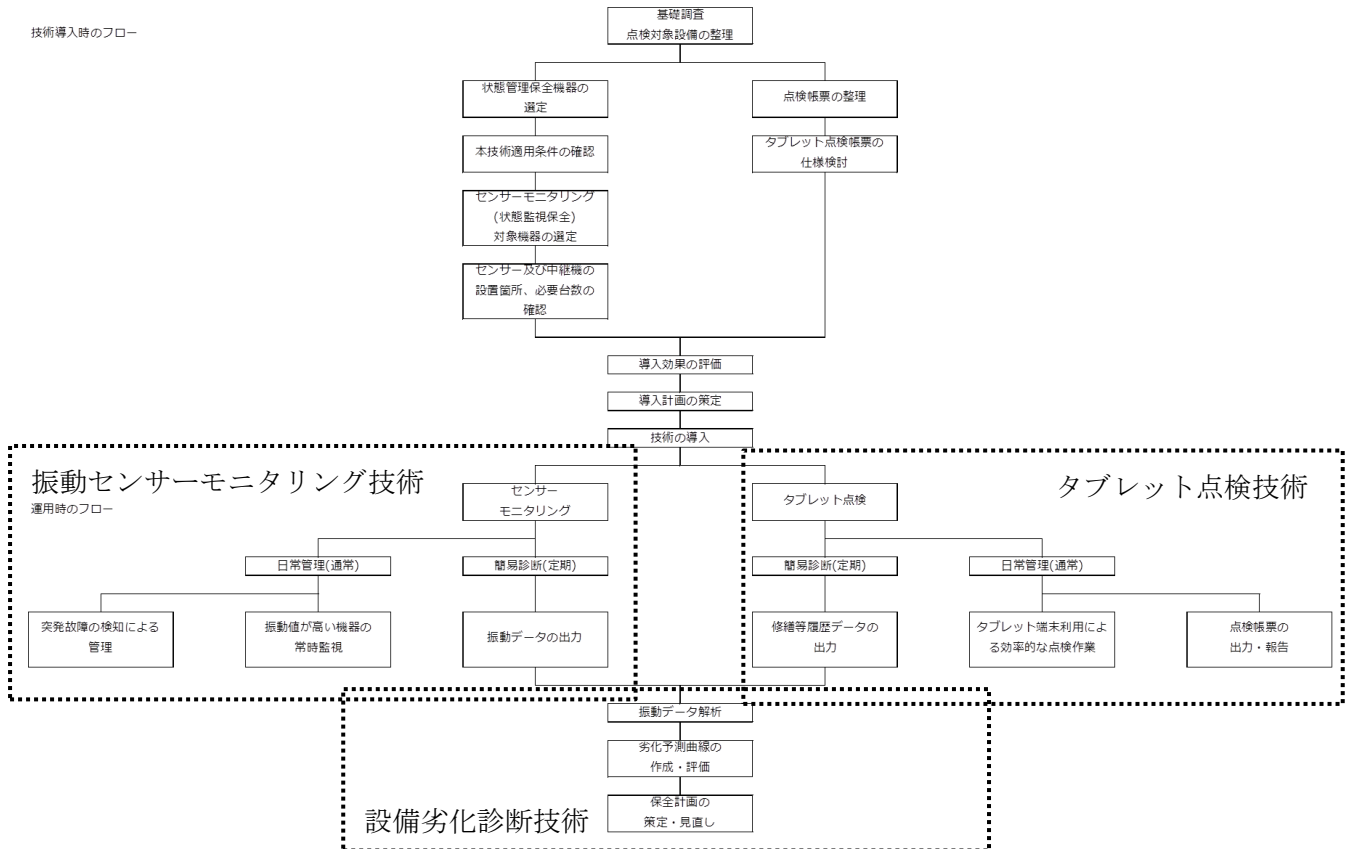 技術導入時のフロー
基礎調査
点検対象設備の整理
状態管理保全機器の
選定
点検帳票の整理
本技術適用条件の確認
タブレット点検帳票の
仕様検討
センサーモニタリング
(状態監視保全)
対象機器の選定
センサー及び中継機の
設置箇所、必要台数の
確認
導入効果の評価
導入計画の策定
技術の導入
振動センサーモニタリング技術
運用時のフロー
センサー
モニタリング
日常管理(通常)
簡易診断(定期)
突発故障の検知による
管理
振動値が高い機器の
常時監視
振動データの出力
タブレット点検技術
タブレット点検
簡易診断(定期)
日常管理(通常)
修繕等履歴データの
出力
タブレット端末利用によ
る効率的な点検作業
点検帳票の
出力・報告
振動データ解析
劣化予測曲線の
作成・評価
保全計画の
策定・見直し
設備劣化診断技術